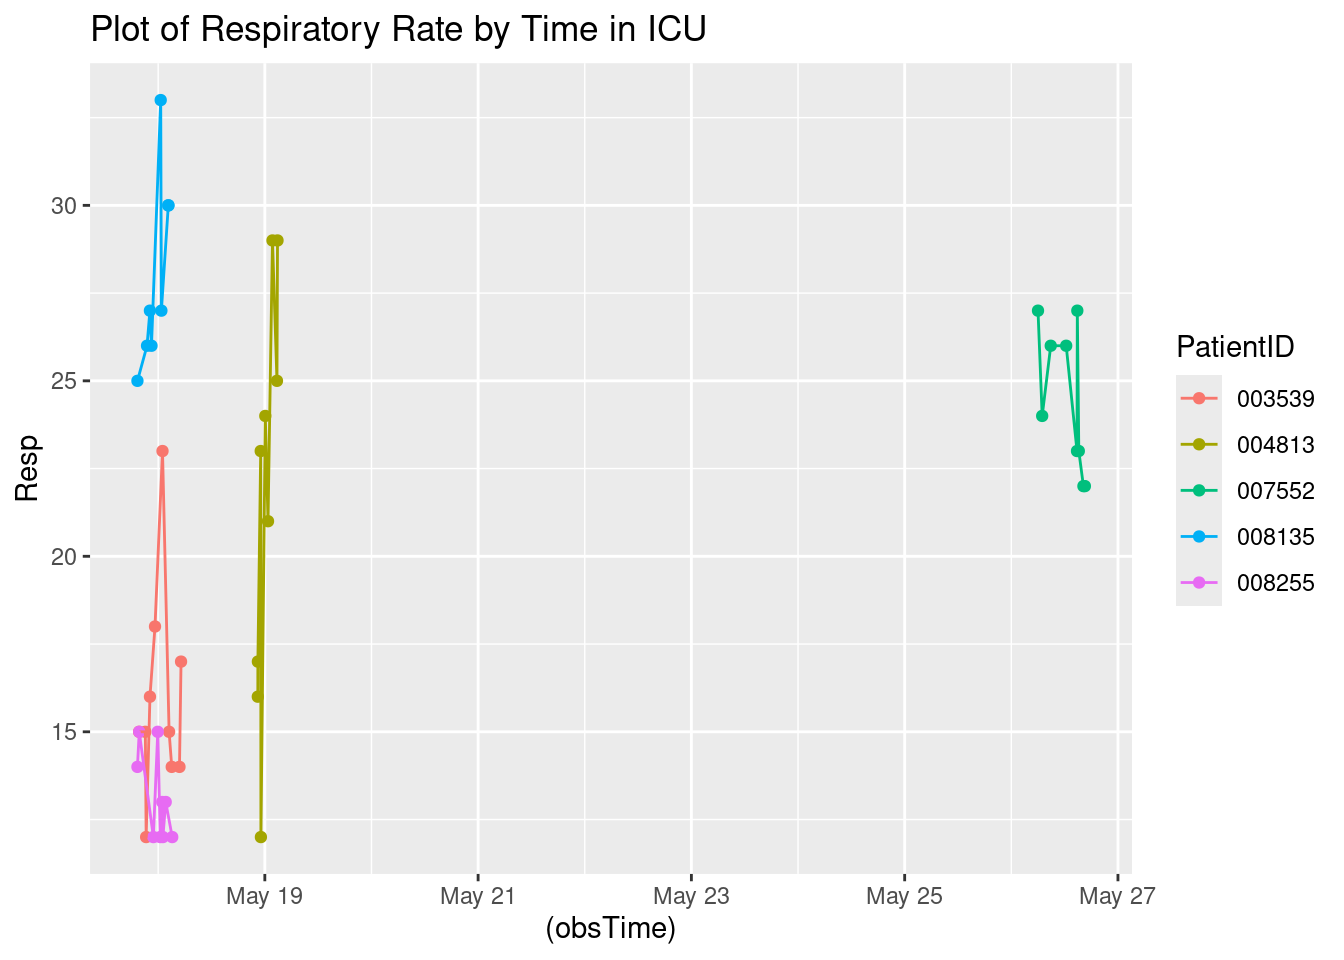 Plot of Respiratory Rate by Time in ICU
30
25
20
15
Resp
May 19
May 21
May 23
May 25
May 27
(obsTime)
PatientID
003539
004813
007552
008135
008255